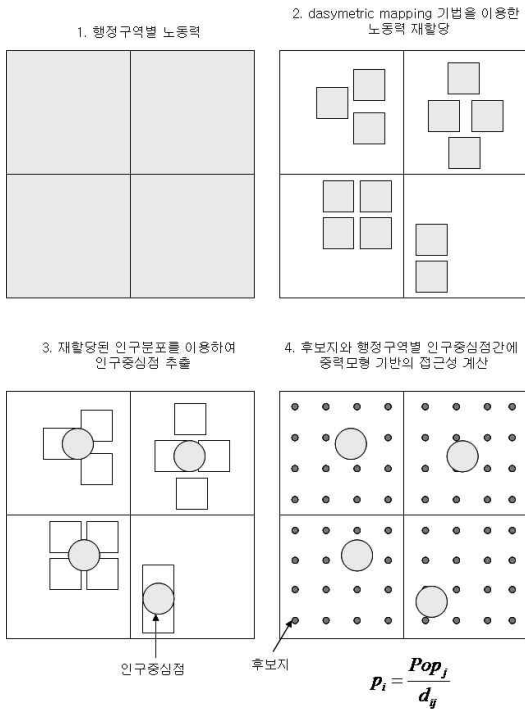 1. 행정구역별 노동력
2. dasymetric mapping 기법을 이용한
노동력 재할당
3. 재할당된 인구분포를 이용하여
인구중심점 추출
4. 후보지와 행정구역별 인구중심점간에
중력모형 기반의 접근성 계산
인구중심점
후보지
p_i = Pop_j / d_ij